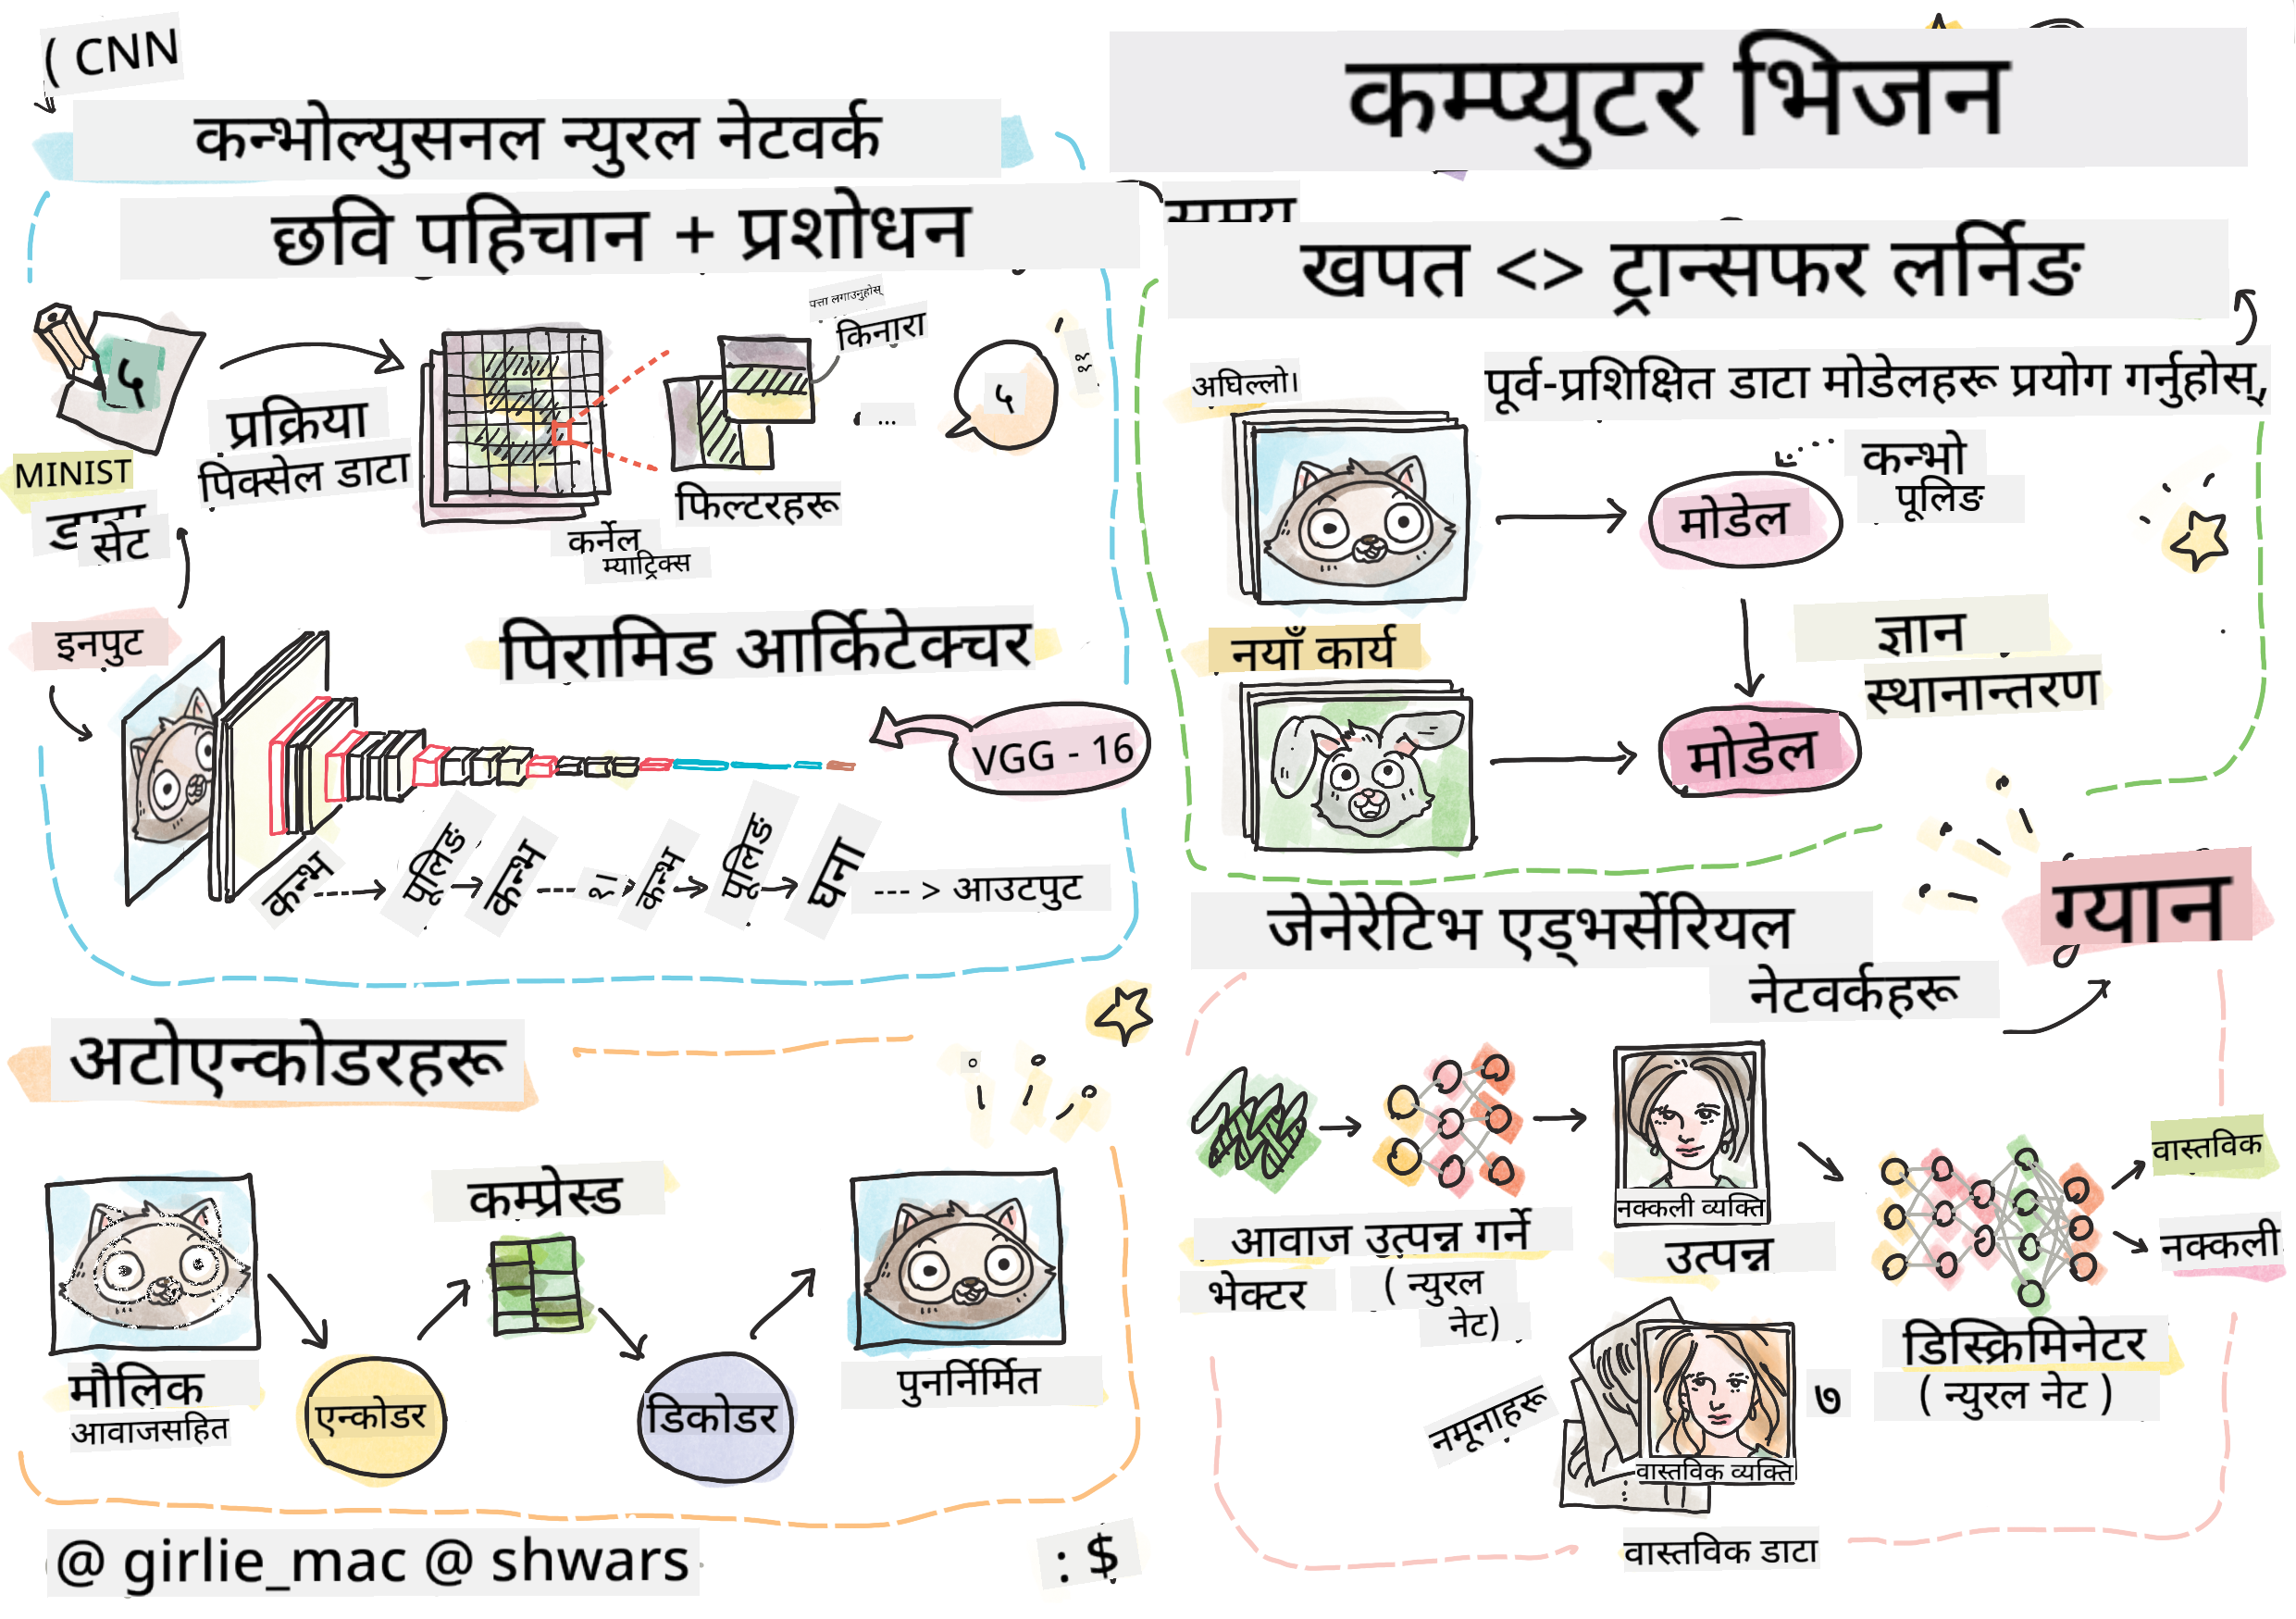 ( CNN
कन्भोल्युसनल न्युरल नेटवर्क
छवि पहिचान + प्रशोधन
५
MINIST
डाटा
सेट
प्रक्रिया
पिक्सेल डाटा
कर्नेल
म्याट्रिक्स
फिल्टरहरू
पत्ता लगाउनुहोस्
किनारा
...
५
इनपुट
पिरामिड आर्किटेक्चर
VGG - 16
कन्भ
पूलिङ
कन्भ
कन्भ
पूलिङ
घना
--- > आउटपुट
अटोएन्कोडरहरू
मौलिक
आवाजसहित
एन्कोडर
कम्प्रेस्ड
डिकोडर
पुनर्निर्मित
@ girlie_mac @ shwars
: $
कम्प्युटर भिजन
समय
खपत <> ट्रान्सफर लर्निङ
अघिल्लो।
पूर्व-प्रशिक्षित डाटा मोडेलहरू प्रयोग गर्नुहोस्,
कन्भो
पूलिङ
मोडेल
नयाँ कार्य
ज्ञान
स्थानान्तरण
मोडेल
ग्यान
जेनेरेटिभ एड्भर्सेरियल
नेटवर्कहरू
आवाज उत्पन्न गर्ने
भेक्टर
( न्युरल
नेट)
नक्कली व्यक्ति
उत्पन्न
वास्तविक
नक्कली
डिस्क्रिमिनेटर
( न्युरल नेट )
नमूनाहरू
वास्तविक व्यक्ति
७
वास्तविक डाटा